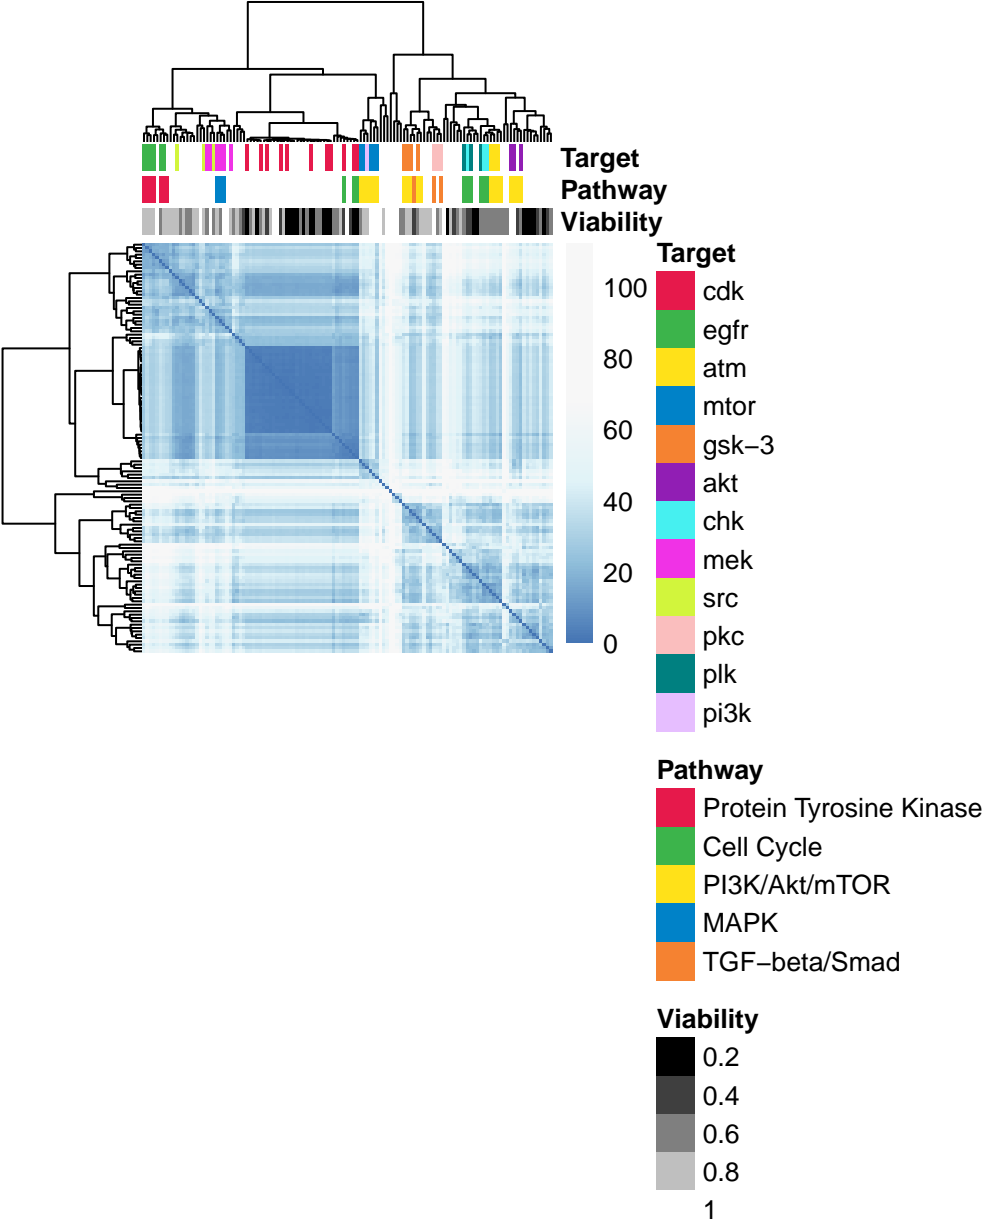 Target
Pathway
Viability
100
80
60
40
20
0
Target
cdk
egfr
atm
mtor
gsk−3
akt
chk
mek
src
pkc
plk
pi3k
Pathway
Protein Tyrosine Kinase
Cell Cycle
PI3K/Akt/mTOR
MAPK
TGF−beta/Smad
Viability
0.2
0.4
0.6
0.8
1